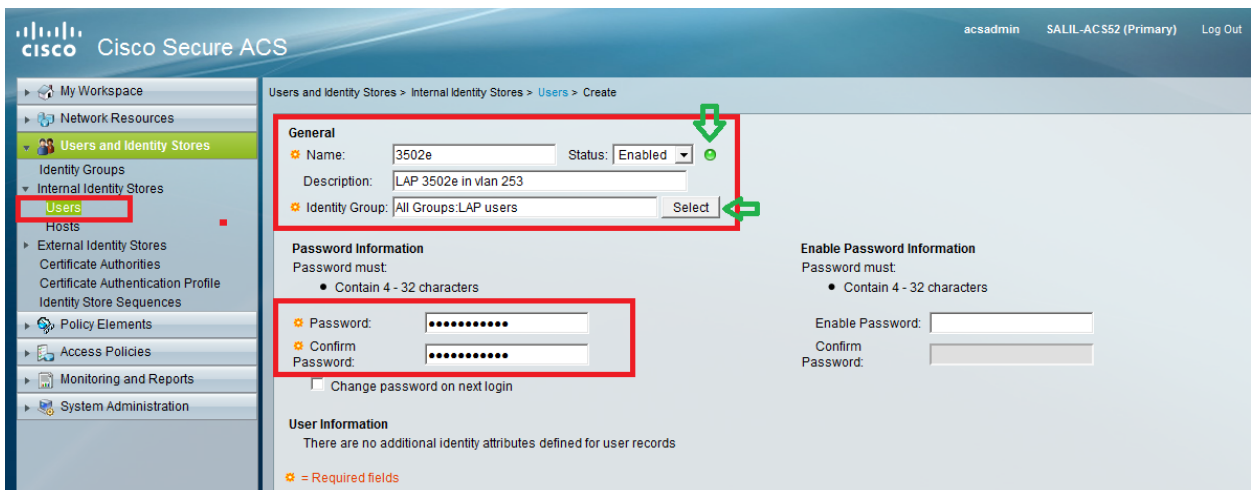 acsadmin SALIL-ACS52 (Primary) Log Out
CISCO Cisco Secure ACS
My Workspace
Network Resources
Users and Identity Stores
Identity Groups
Internal Identity Stores
Users
Hosts
External Identity Stores
Certificate Authorities
Certificate Authentication Profile
Identity Store Sequences
Policy Elements
Access Policies
Monitoring and Reports
System Administration
Users and Identity Stores > Internal Identity Stores > Users > Create
General
Name: 3502e Status: Enabled
Description: LAP 3502e in vlan 253
Identity Group: All Groups:LAP users Select
Password Information
Password must:
• Contain 4 - 32 characters
Password: •••••••••••
Confirm
Password: •••••••••••
Change password on next login
Enable Password Information
Password must:
• Contain 4 - 32 characters
Enable Password:
Confirm
Password:
User Information
There are no additional identity attributes defined for user records
= Required fields